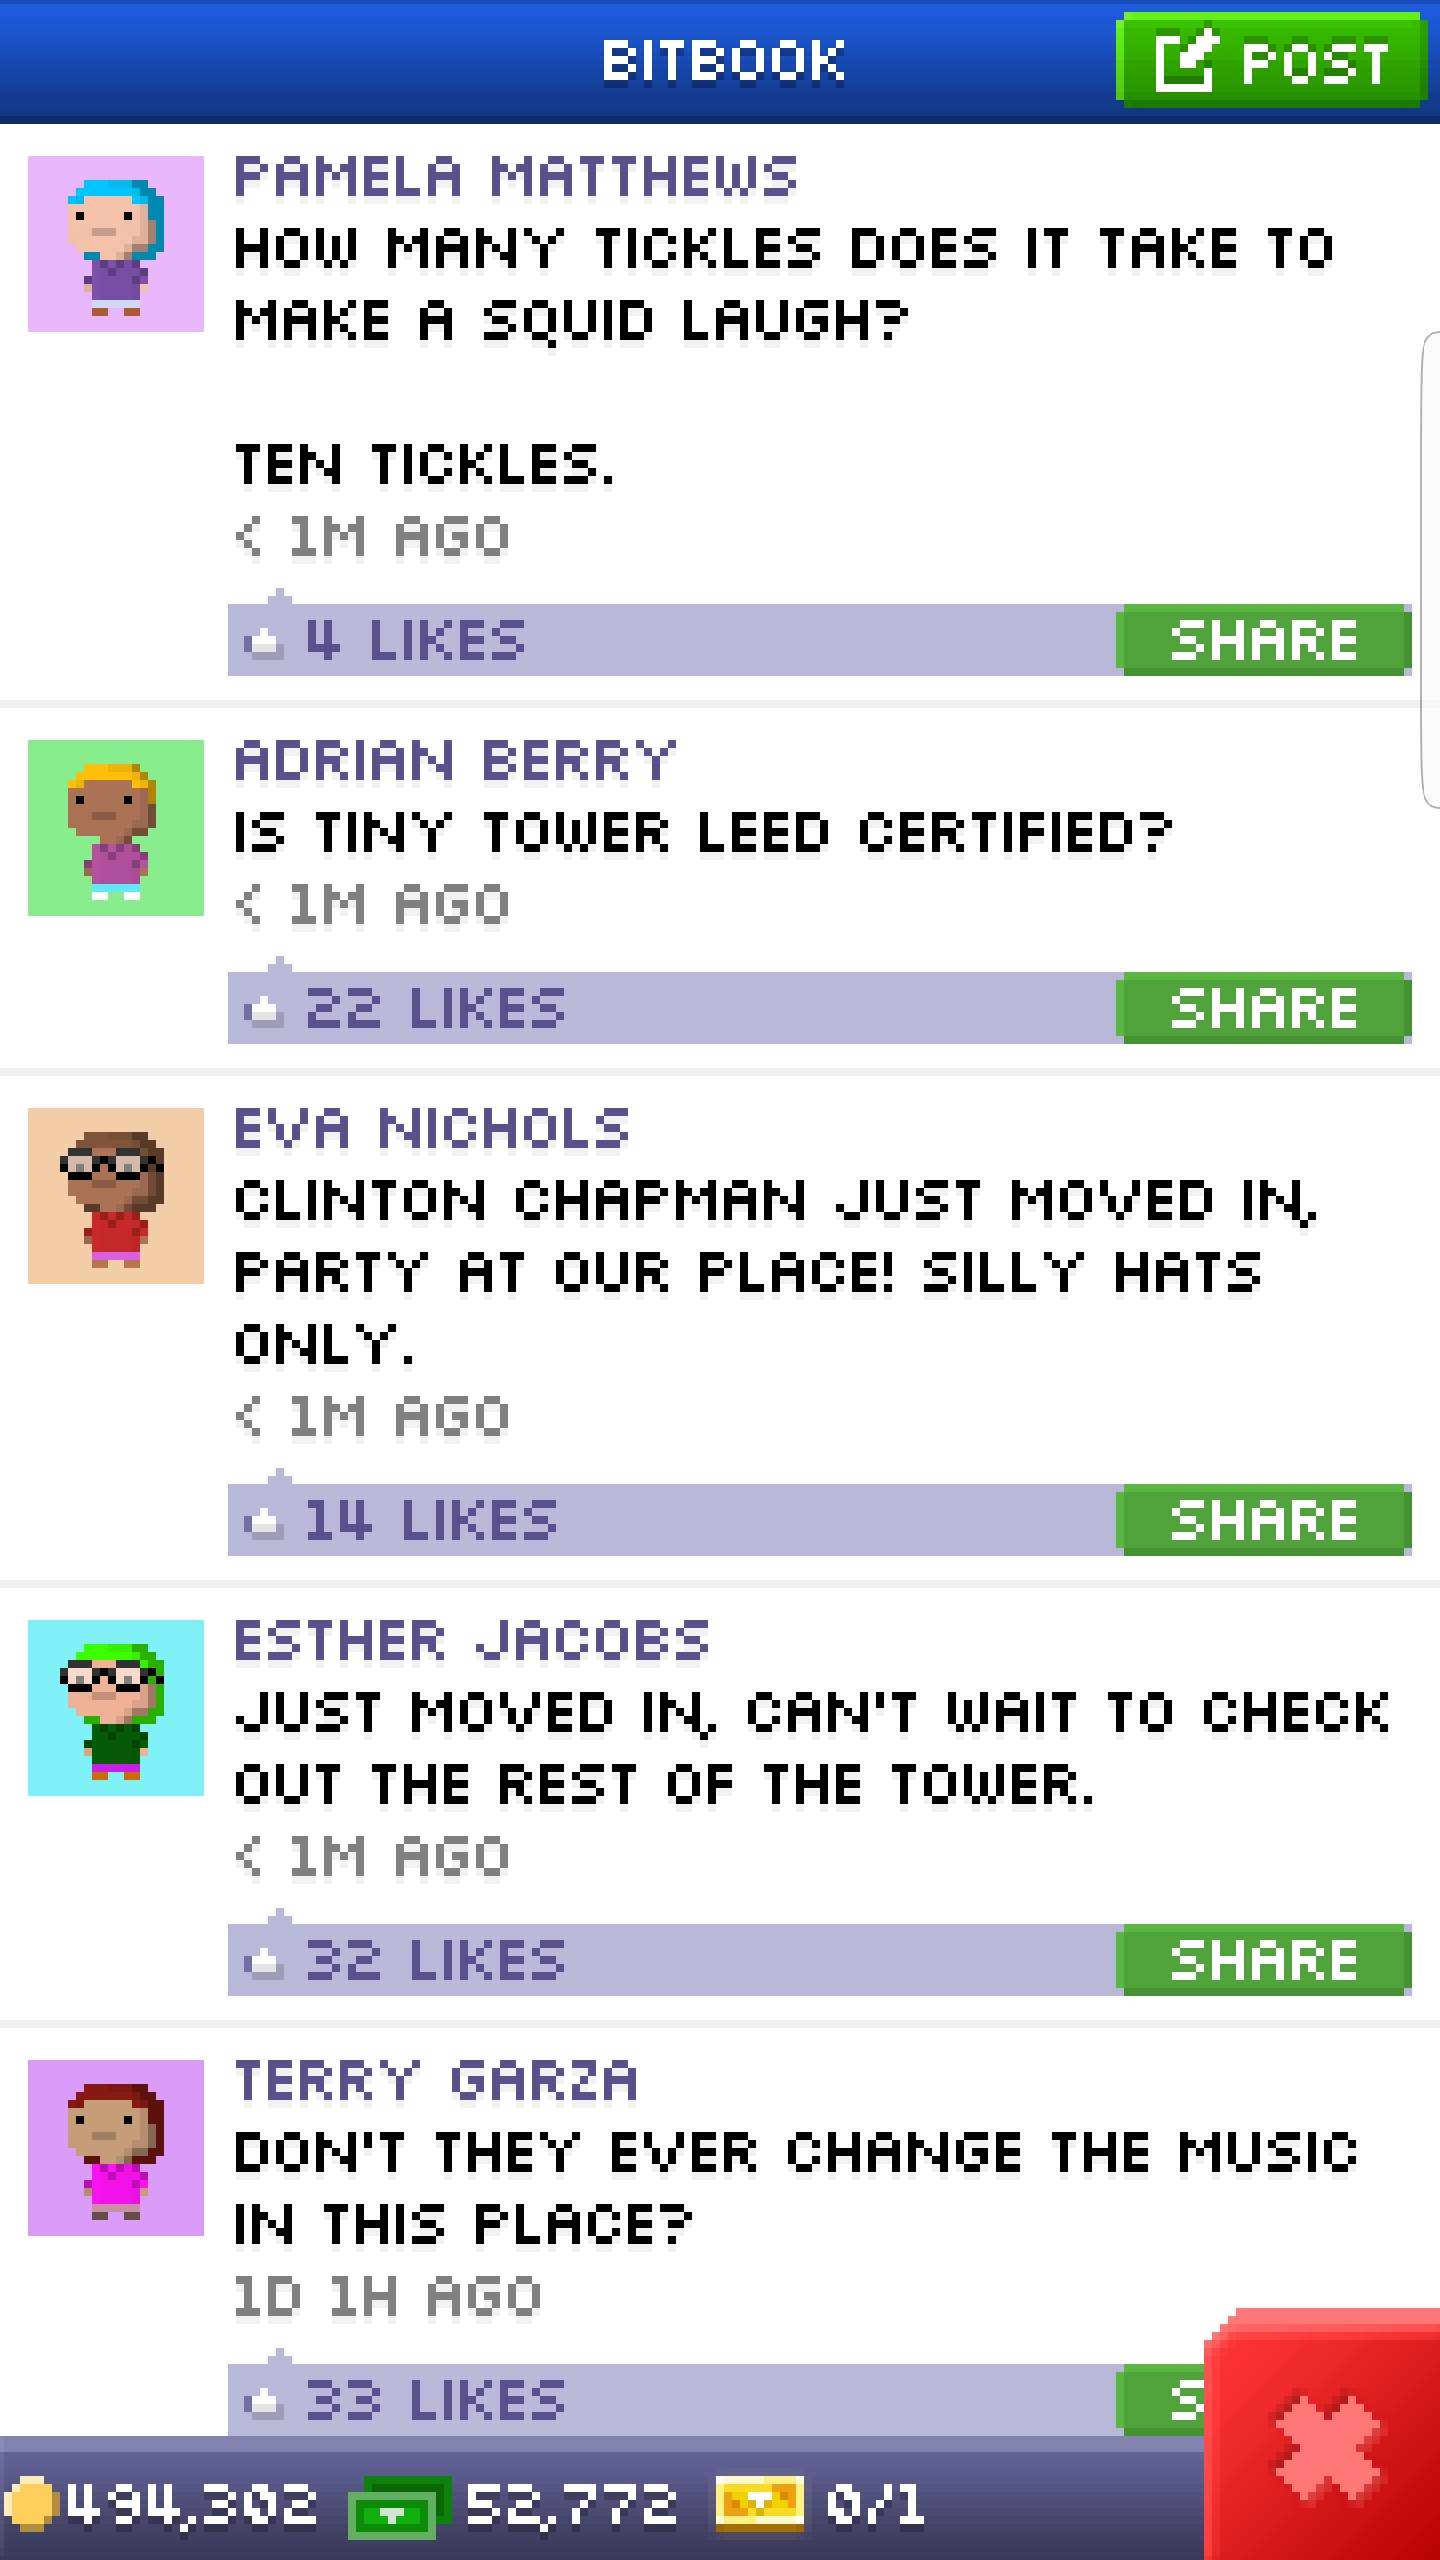 BITBOOK
POST
PAMELA MATTHEWS
HOW MANY TICKLES DOES IT TAKE TO
MAKE A SQUID LAUGH?
TEN TICKLES.
< 1M AGO
4 LIKES
SHARE
ADRIAN BERRY
IS TINY TOWER LEED CERTIFIED?
< 1M AGO
22 LIKES
SHARE
EVA NICHOLS
CLINTON CHAPMAN JUST MOVED IN,
PARTY AT OUR PLACE! SILLY HATS
ONLY.
< 1M AGO
14 LIKES
SHARE
ESTHER JACOBS
JUST MOVED IN, CAN'T WAIT TO CHECK
OUT THE REST OF THE TOWER.
< 1M AGO
32 LIKES
SHARE
TERRY GARZA
DON'T THEY EVER CHANGE THE MUSIC
IN THIS PLACE?
1D 1H AGO
33 LIKES
S
494,302 52,772 0/1